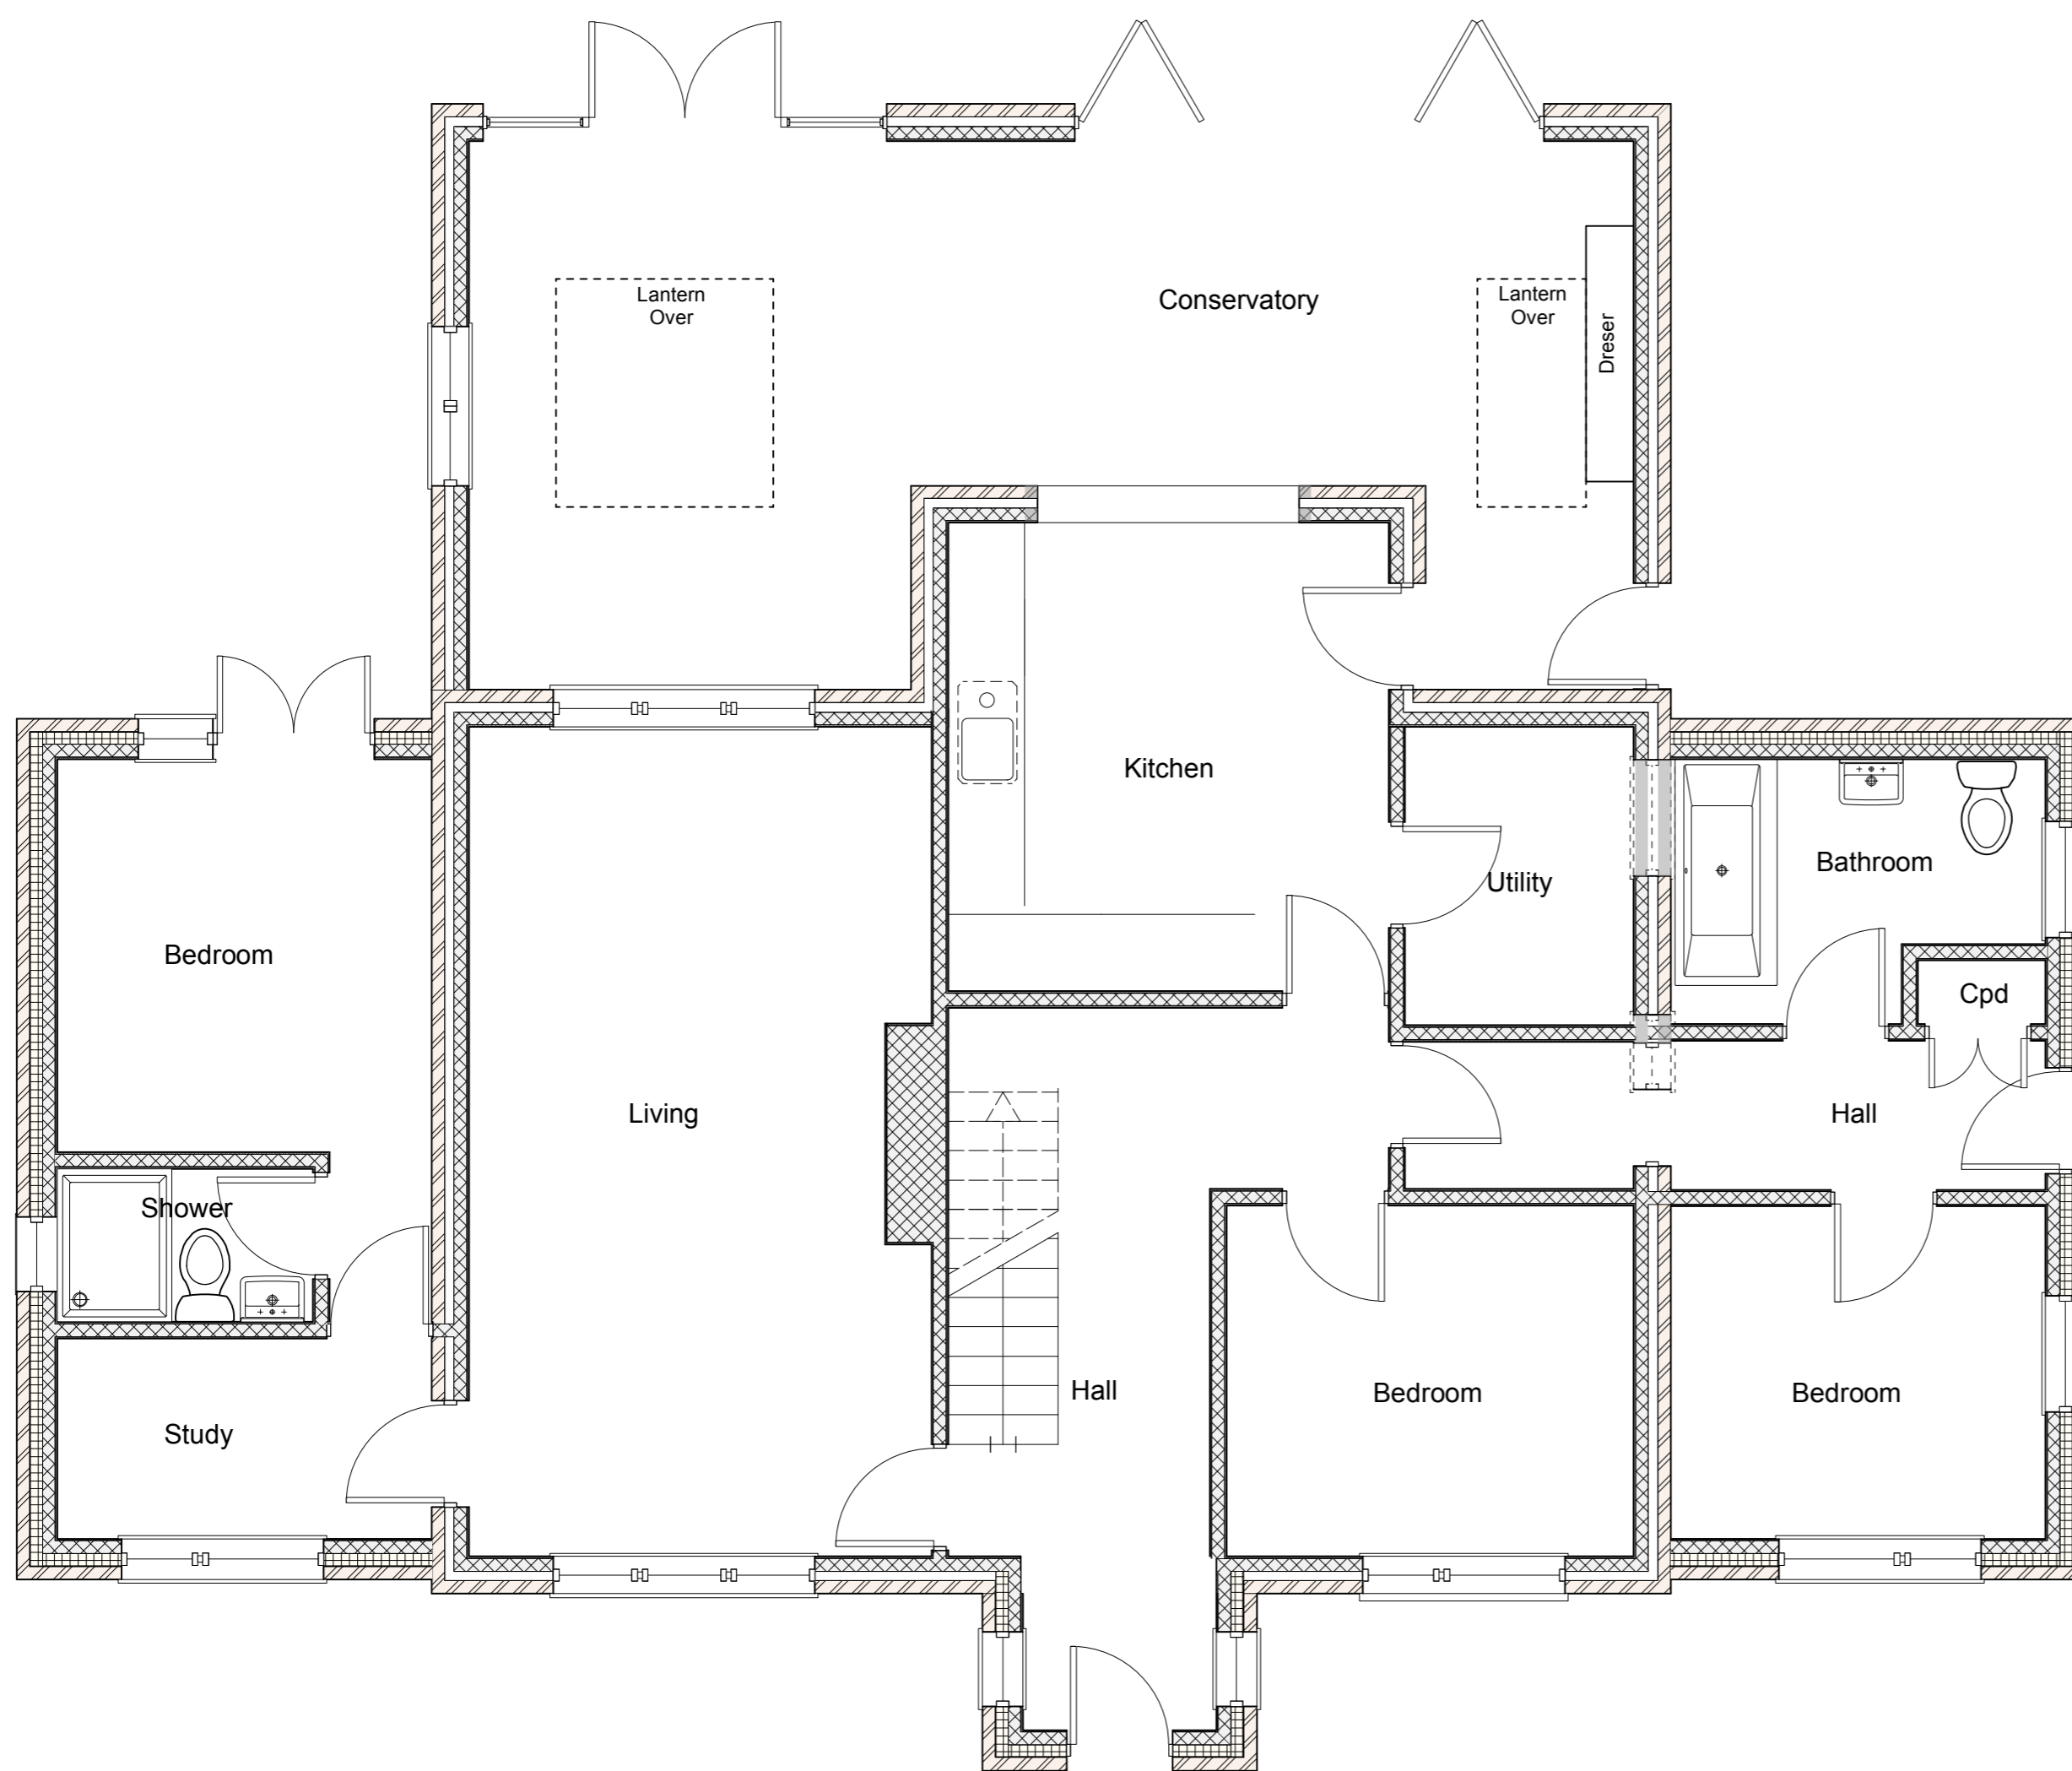 Lantern
Over
Conservatory
Lantern
Over
Dreser
Kitchen
Bathroom
Utility
Bedroom
Cpd
Living
Hall
Shower
Hall
Bedroom
Bedroom
Study